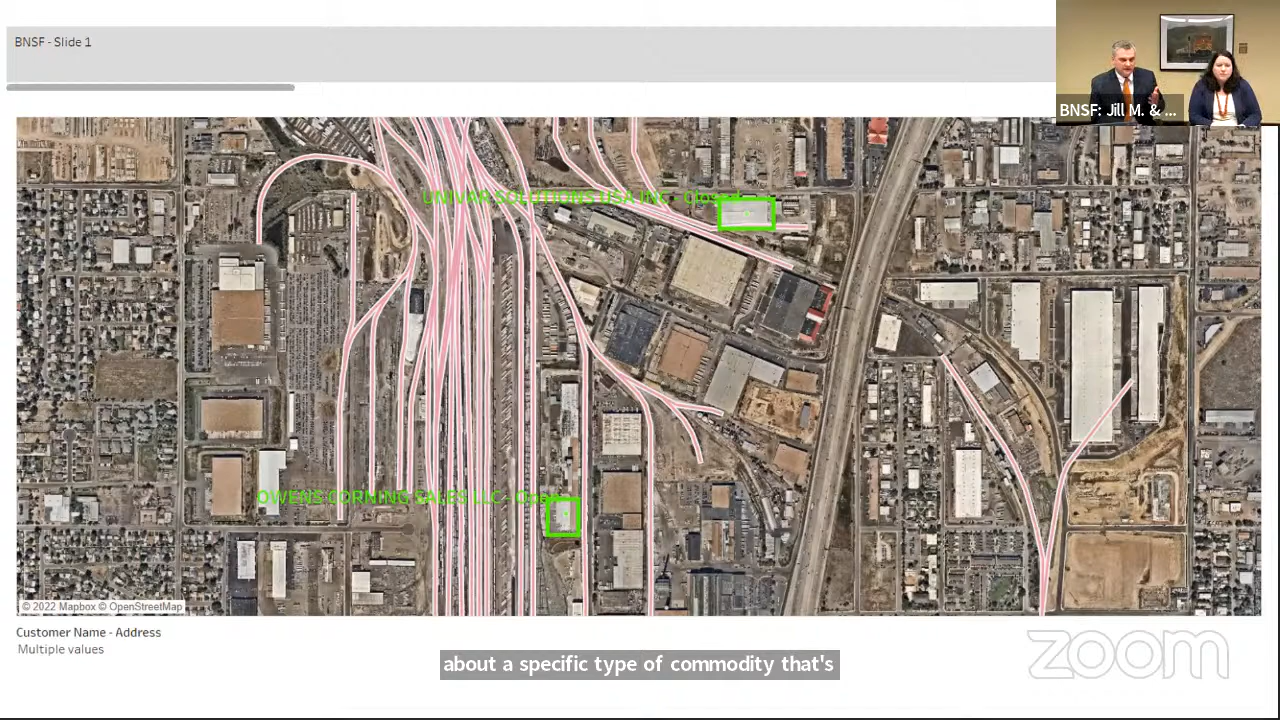 BNSF - Slide 1
BNSF: Jill M. & ...
UNIVAR SOLUTIONS USA INC - Closed
OWENS CORNING SALES LLC - Open
© 2022 Mapbox © OpenStreetMap
Customer Name - Address
Multiple values
about a specific type of commodity that's
zoom